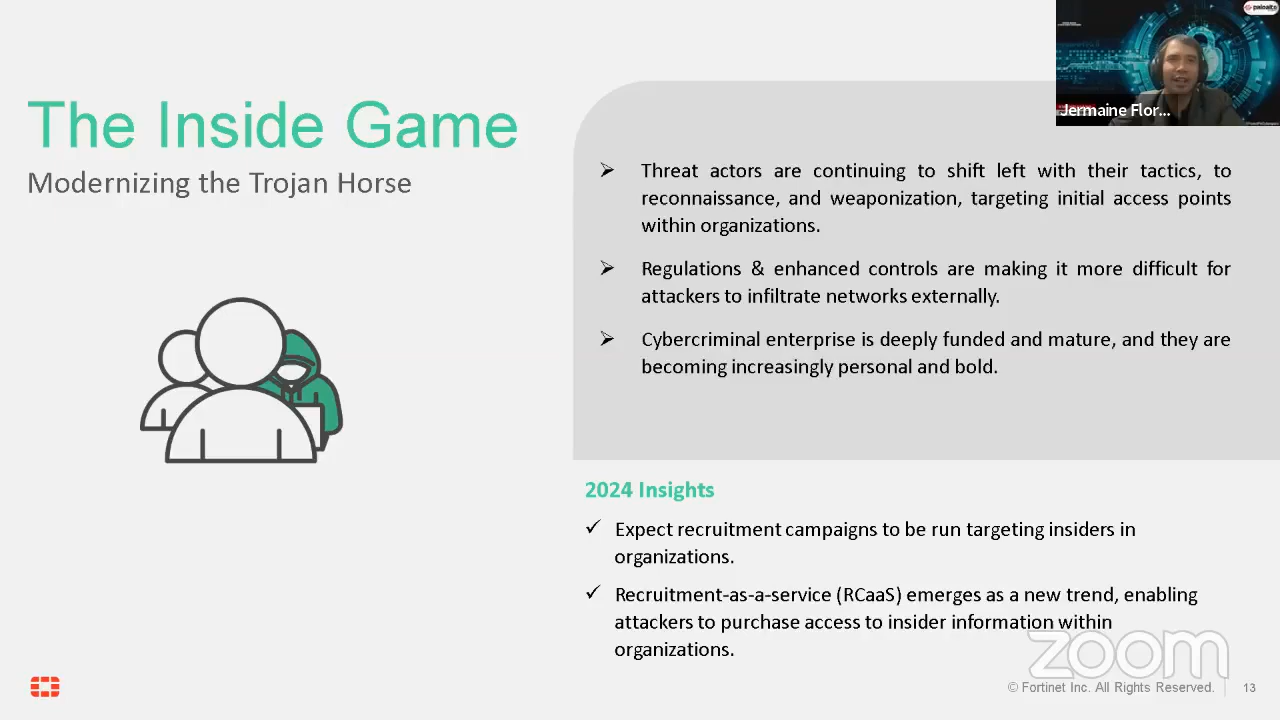 paloalto
Jermaine Flor...
The Inside Game
Modernizing the Trojan Horse
➢ Threat actors are continuing to shift left with their tactics, to
reconnaissance, and weaponization, targeting initial access points
within organizations.
➢ Regulations & enhanced controls are making it more difficult for
attackers to infiltrate networks externally.
➢ Cybercriminal enterprise is deeply funded and mature, and they are
becoming increasingly personal and bold.
2024 Insights
✓ Expect recruitment campaigns to be run targeting insiders in
organizations.
✓ Recruitment-as-a-service (RCaaS) emerges as a new trend, enabling
attackers to purchase access to insider information within
organizations.
zoom
© Fortinet Inc. All Rights Reserved.
13